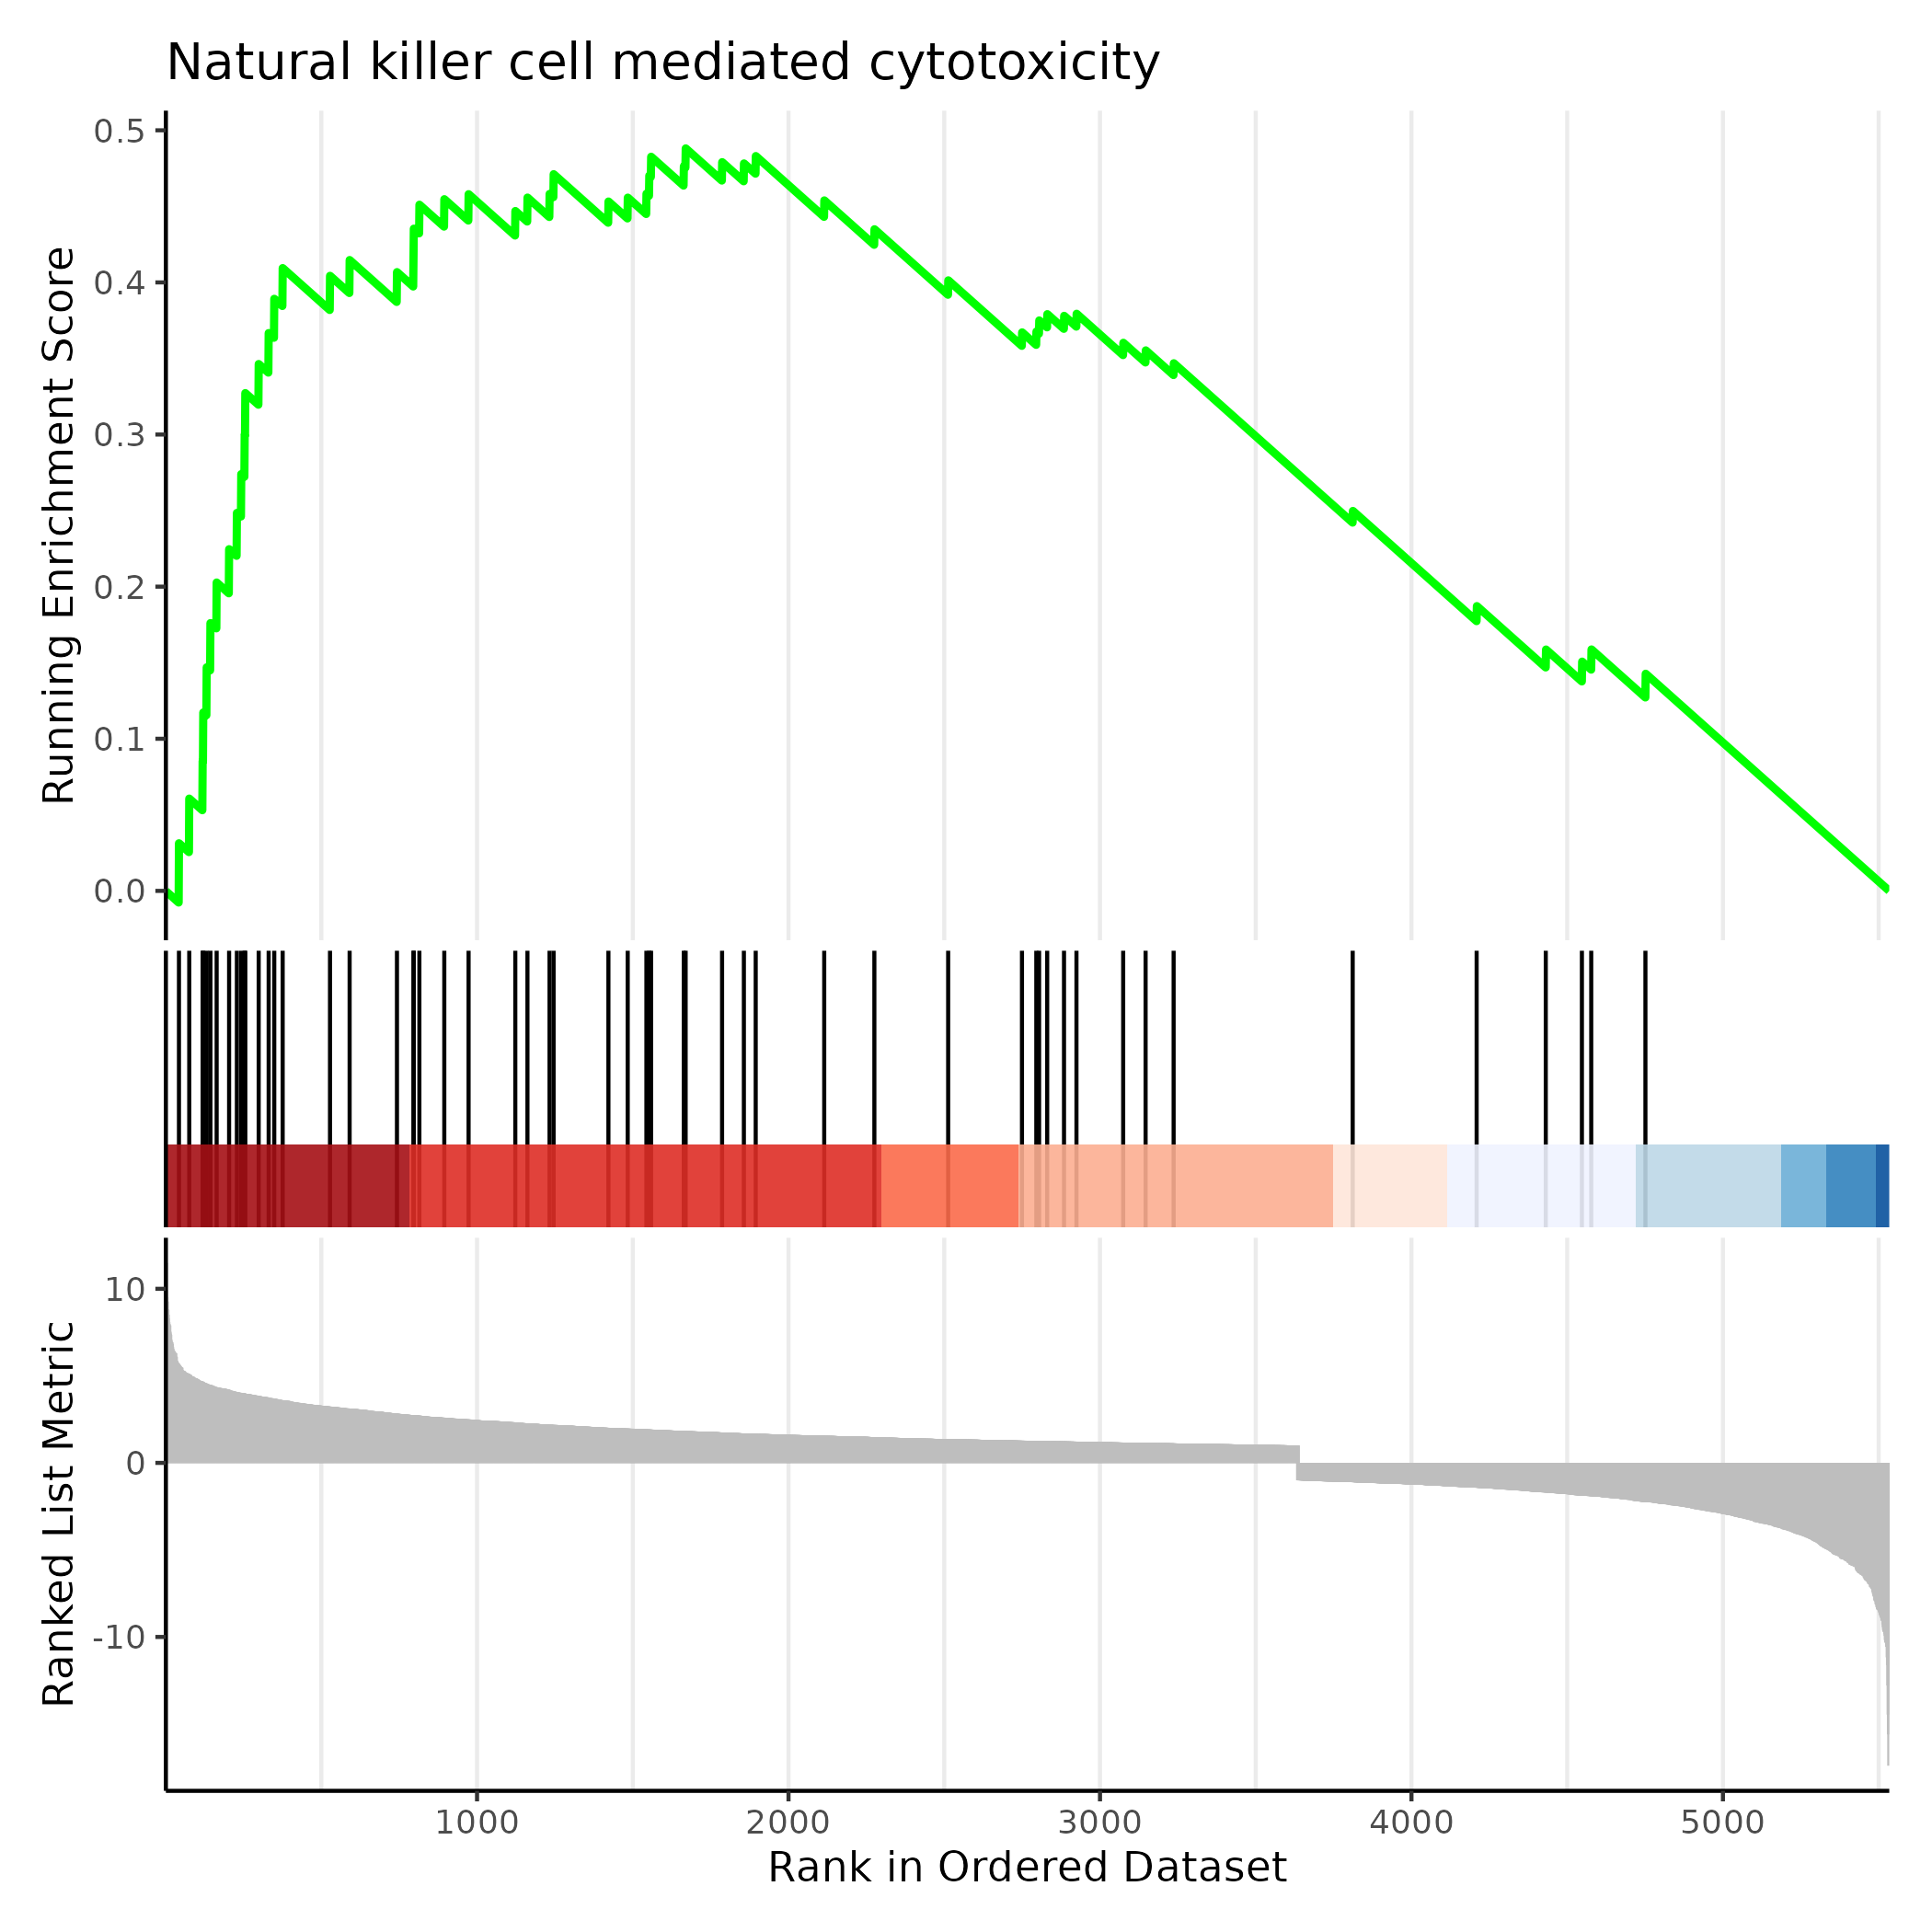 Natural killer cell mediated cytotoxicity
Running Enrichment Score
0.5
0.4
0.3
0.2
0.1
0.0
Ranked List Metric
10
0
-10
1000 2000 3000 4000 5000
Rank in Ordered Dataset